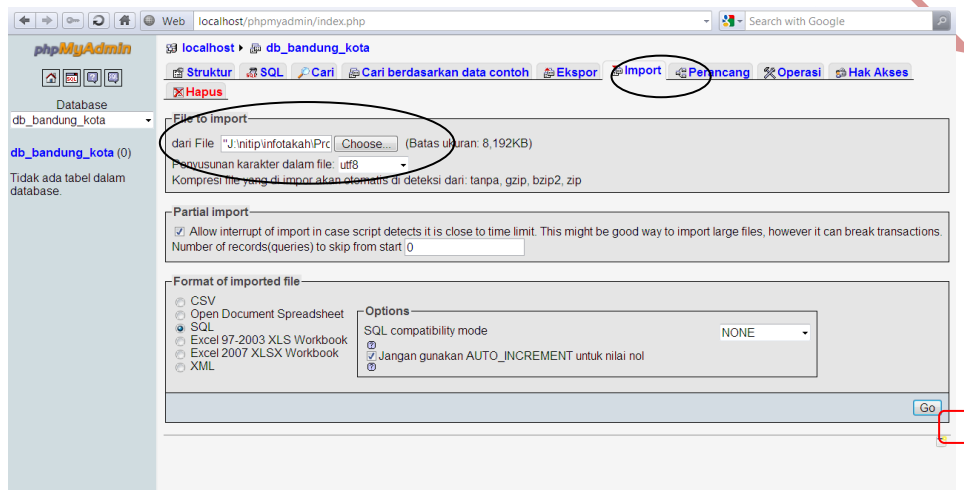 Web localhost/phpmyadmin/index.php Search with Google
phpMyAdmin
SQL
Database
db_bandung_kota
db_bandung_kota (0)
Tidak ada tabel dalam
database.
localhost db_bandung_kota
Struktur SQL Cari Cari berdasarkan data contoh Ekspor Import Perancang Operasi Hak Akses
Hapus
File to import
dari File "J:\nitip\infotakah\Prc Choose... (Batas ukuran: 8,192KB)
Penyusunan karakter dalam file: utf8
Kompresi file yang di impor akan otomatis di deteksi dari: tanpa, gzip, bzip2, zip
Partial import
Allow interrupt of import in case script detects it is close to time limit. This might be good way to import large files, however it can break transactions.
Number of records(queries) to skip from start 0
Format of imported file
CSV
Open Document Spreadsheet
SQL
Excel 97-2003 XLS Workbook
Excel 2007 XLSX Workbook
XML
Options
SQL compatibility mode NONE
Jangan gunakan AUTO_INCREMENT untuk nilai nol
Go